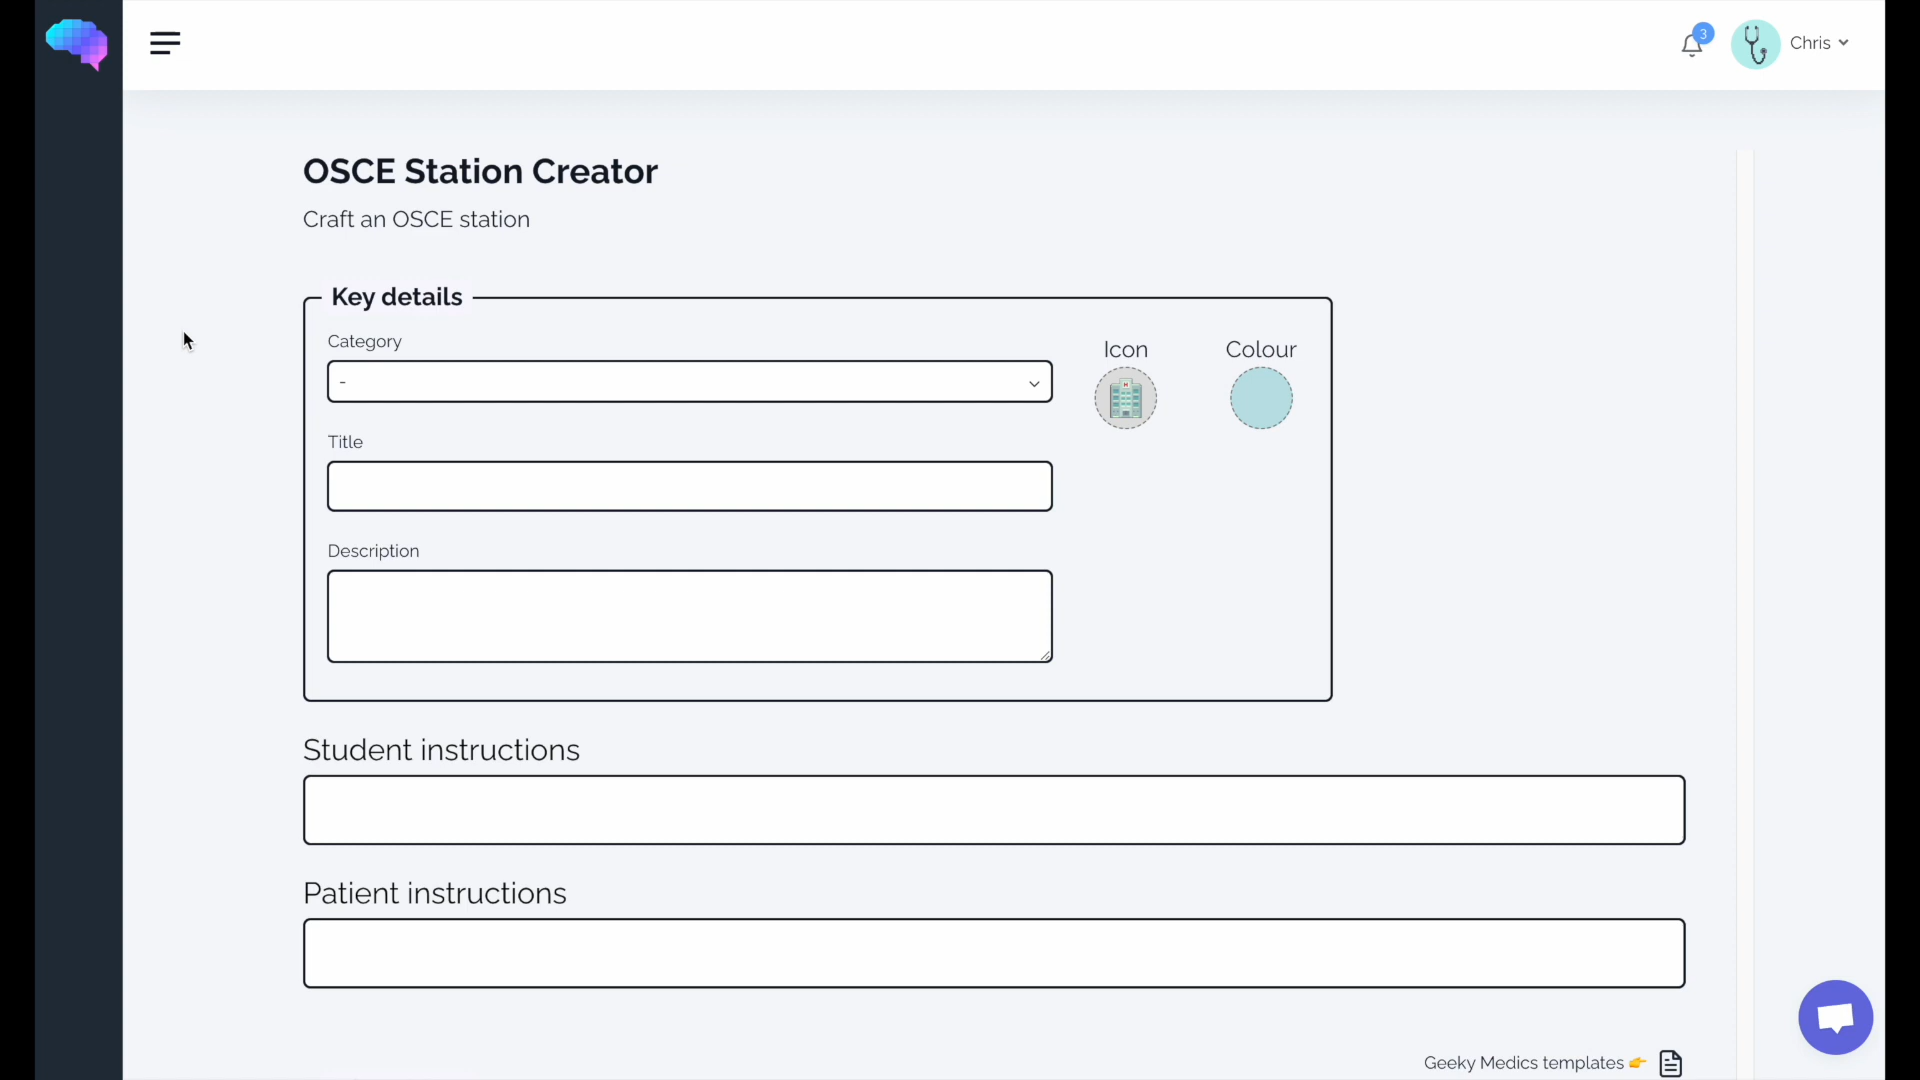 3
Chris
OSCE Station Creator
Craft an OSCE station
Key details
Category
-
Icon
Colour
H
Title
Description
Student instructions
Patient instructions
Geeky Medics templates 👉